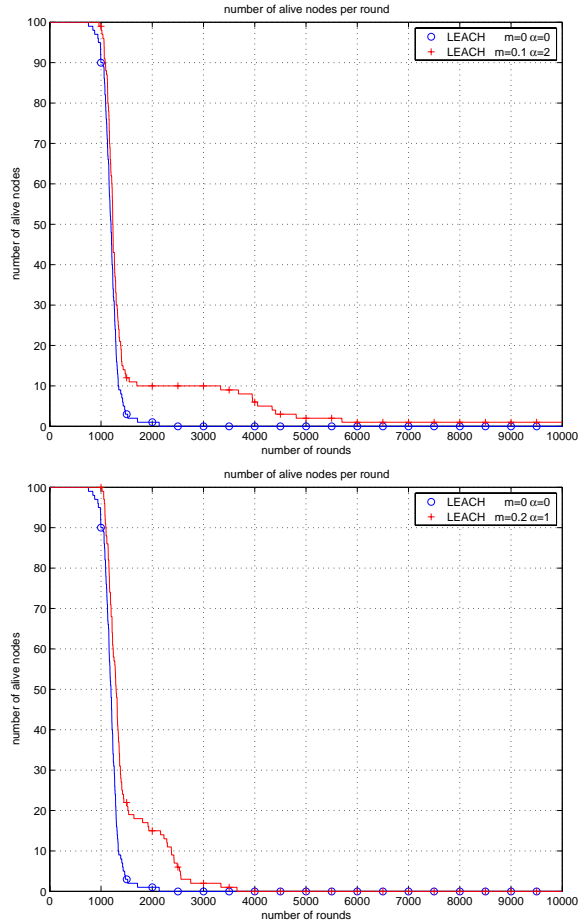 number of alive nodes per round
100
90
80
70
60
50
40
30
20
10
0
number of alive nodes
LEACH m=0 α=0
LEACH m=0.1 α=2
0 1000 2000 3000 4000 5000 6000 7000 8000 9000 10000
number of rounds
number of alive nodes per round
100
90
80
70
60
50
40
30
20
10
0
number of alive nodes
LEACH m=0 α=0
LEACH m=0.2 α=1
0 1000 2000 3000 4000 5000 6000 7000 8000 9000 10000
number of rounds